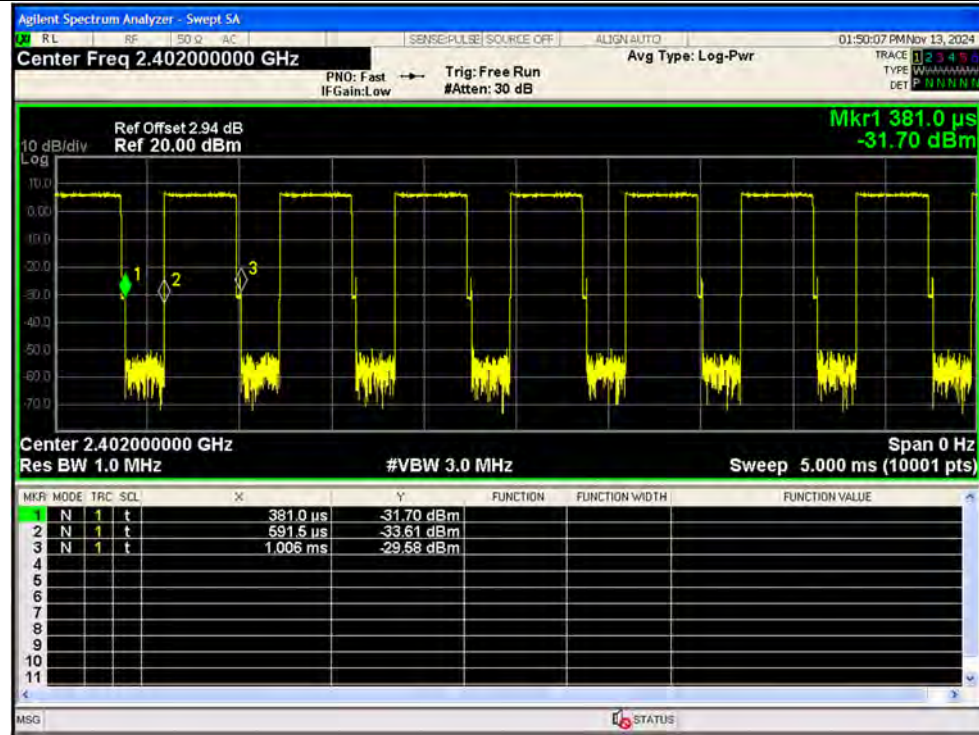 Agilent Spectrum Analyzer - Swept SA
RL RF 50 Ω AC SENSE:PULSE SOURCE OFF ALIGN AUTO 01:50:07 PM Nov 13, 2024
Center Freq 2.402000000 GHz
Avg Type: Log-Pwr
TRACE 1 2 3 4 5 6
PNO: Fast Trig: Free Run
TYPE
IFGain:Low #Atten: 30 dB
DET P N N N N N
Mkr1 381.0 µs
Ref Offset 2.94 dB
10 dB/div Ref 20.00 dBm -31.70 dBm
Log
10.0
0.00
-10.0
-20.0
-30.0
-40.0
-50.0
-60.0
-70.0
1 2 3
Center 2.402000000 GHz Span 0 Hz
Res BW 1.0 MHz #VBW 3.0 MHz Sweep 5.000 ms (10001 pts)
MKR MODE TRC SCL X Y FUNCTION FUNCTION WIDTH FUNCTION VALUE
1 N 1 t 381.0 µs -31.70 dBm
2 N 1 t 591.5 µs -33.61 dBm
3 N 1 t 1.006 ms -29.58 dBm
4
5
6
7
8
9
10
11
MSG STATUS